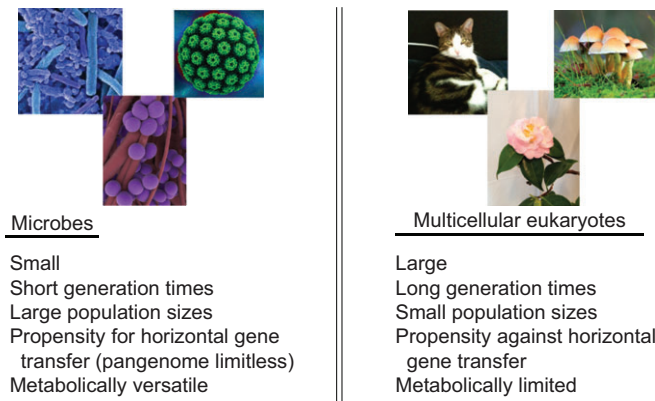 Microbes
Small
Short generation times
Large population sizes
Propensity for horizontal gene
transfer (pangenome limitless)
Metabolically versatile
Multicellular eukaryotes
Large
Long generation times
Small population sizes
Propensity against horizontal
gene transfer
Metabolically limited